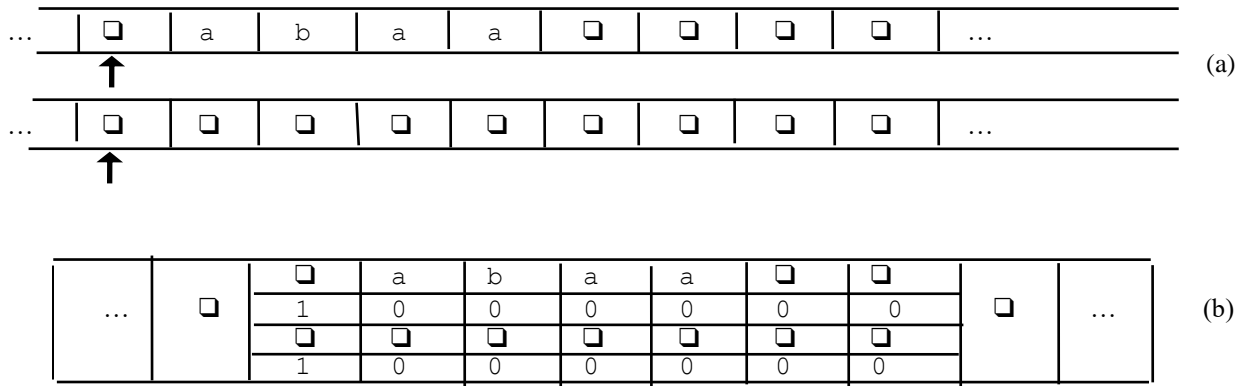 … ❑ a b a a ❑ ❑ ❑ ❑ …
(a)
… ❑ ❑ ❑ ❑ ❑ ❑ ❑ ❑ ❑ …
❑ a b a a ❑ ❑
… ❑ 1 0 0 0 0 0 0 ❑ … (b)
❑ ❑ ❑ ❑ ❑ ❑ ❑
1 0 0 0 0 0 0